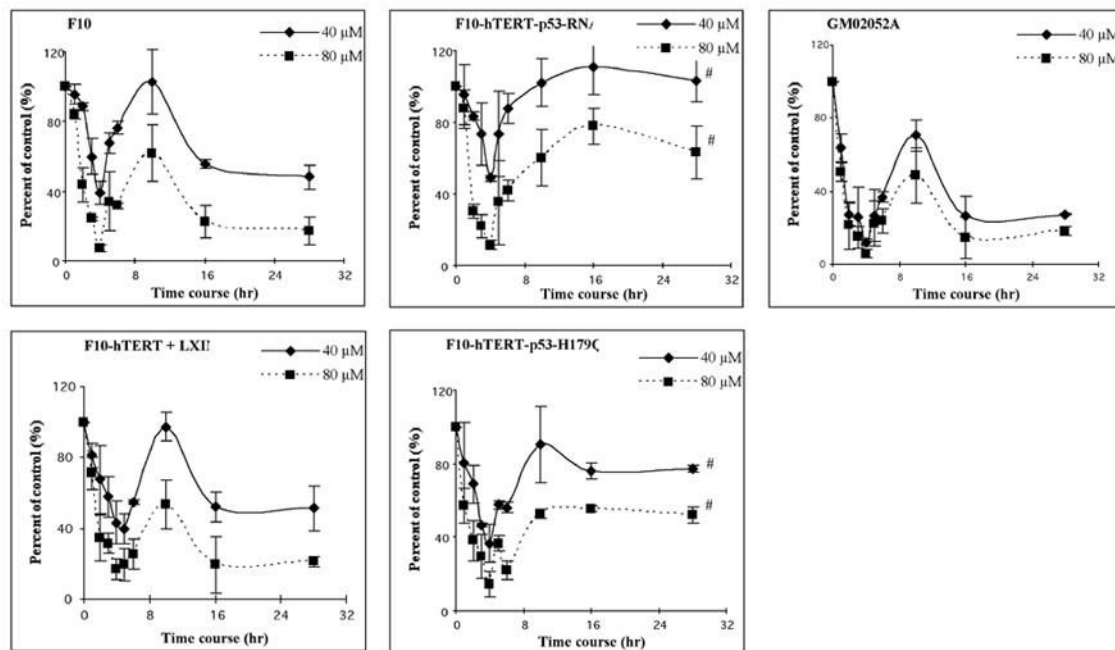 F10
40 µM
80 µM
120
80
40
0
0 8 16 24 32
Percent of control (%)
Time course (hr)
F10-hTERT-p53-RN
40 µM
80 µM
120
80
40
0
0 8 16 24 32
Percent of control (%)
Time course (hr)
#
#
GM02052A
40 µM
80 µM
120
80
40
0
0 8 16 24 32
Percent of control (%)
Time course (hr)
F10-hTERT + LXI
40 µM
80 µM
120
80
40
0
0 8 16 24 32
Percent of control (%)
Time course (hr)
F10-hTERT-p53-H179
40 µM
80 µM
120
80
40
0
0 8 16 24 32
Percent of control (%)
Time course (hr)
#
#